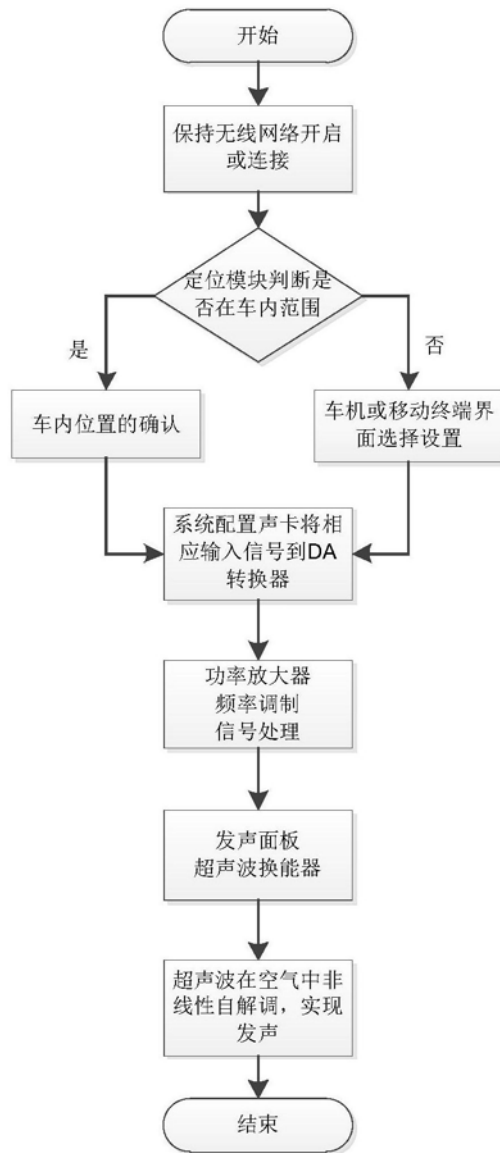 开始
保持无线网络开启
或连接
定位模块判断是
否在车内范围
是
否
车内位置的确认
车机或移动终端界
面选择设置
系统配置声卡将相
应输入信号到DA
转换器
功率放大器
频率调制
信号处理
发声面板
超声波换能器
超声波在空气中非
线性自解调，实现
发声
结束